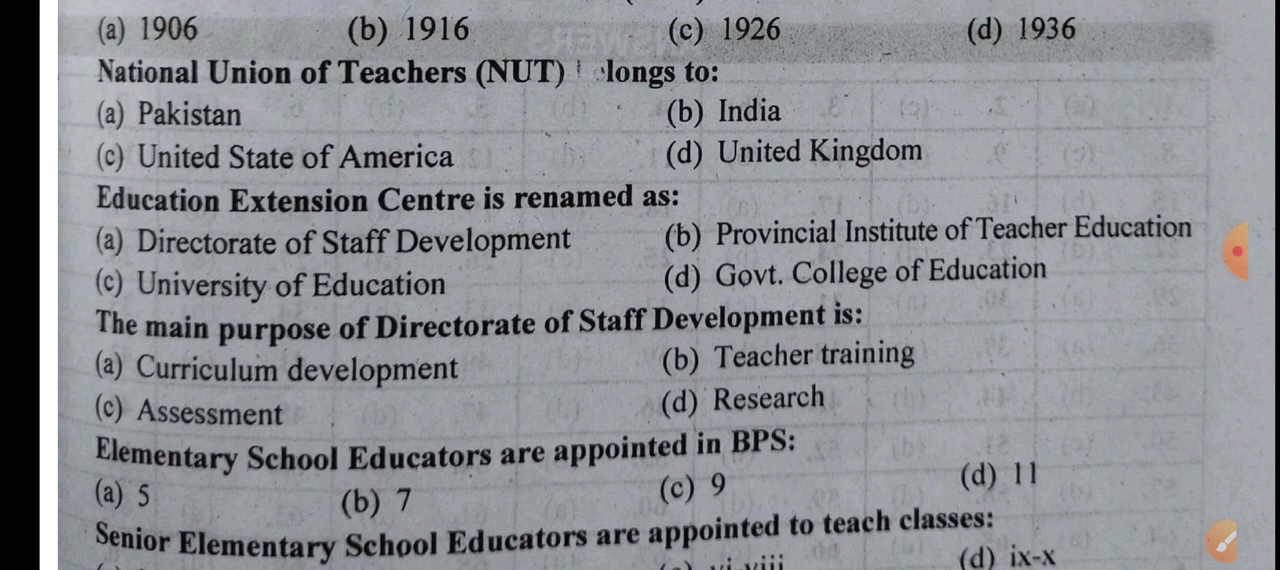 (a) 1906 (b) 1916 (c) 1926 (d) 1936
National Union of Teachers (NUT) longs to:
(a) Pakistan (b) India
(c) United State of America (d) United Kingdom
Education Extension Centre is renamed as:
(a) Directorate of Staff Development (b) Provincial Institute of Teacher Education
(c) University of Education (d) Govt. College of Education
The main purpose of Directorate of Staff Development is:
(a) Curriculum development (b) Teacher training
(c) Assessment (d) Research
Elementary School Educators are appointed in BPS:
(a) 5 (b) 7 (c) 9 (d) 11
Senior Elementary School Educators are appointed to teach classes:
vi-viii (d) ix-x